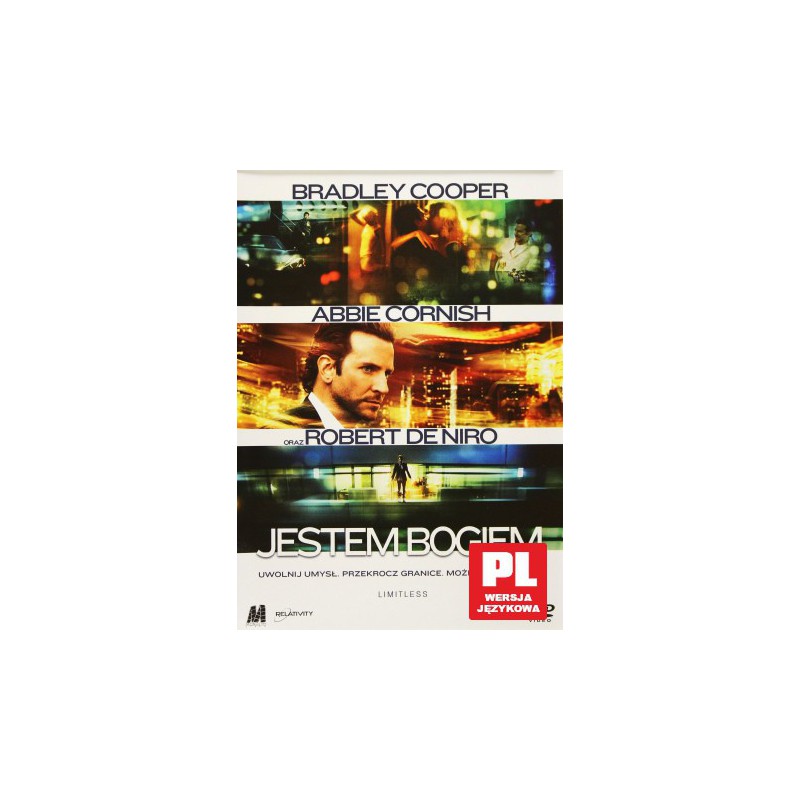 BRADLEY COOPER
ABBIE CORNISH
ORAZ ROBERT DE NIRO
JESTEM BOGIEM
UWOLNIJ UMYSŁ. PRZEKROCZ GRANICE.
LIMITLESS
PL
WERSJA
JĘZYKOWA
RELATIVITY
VIDEO